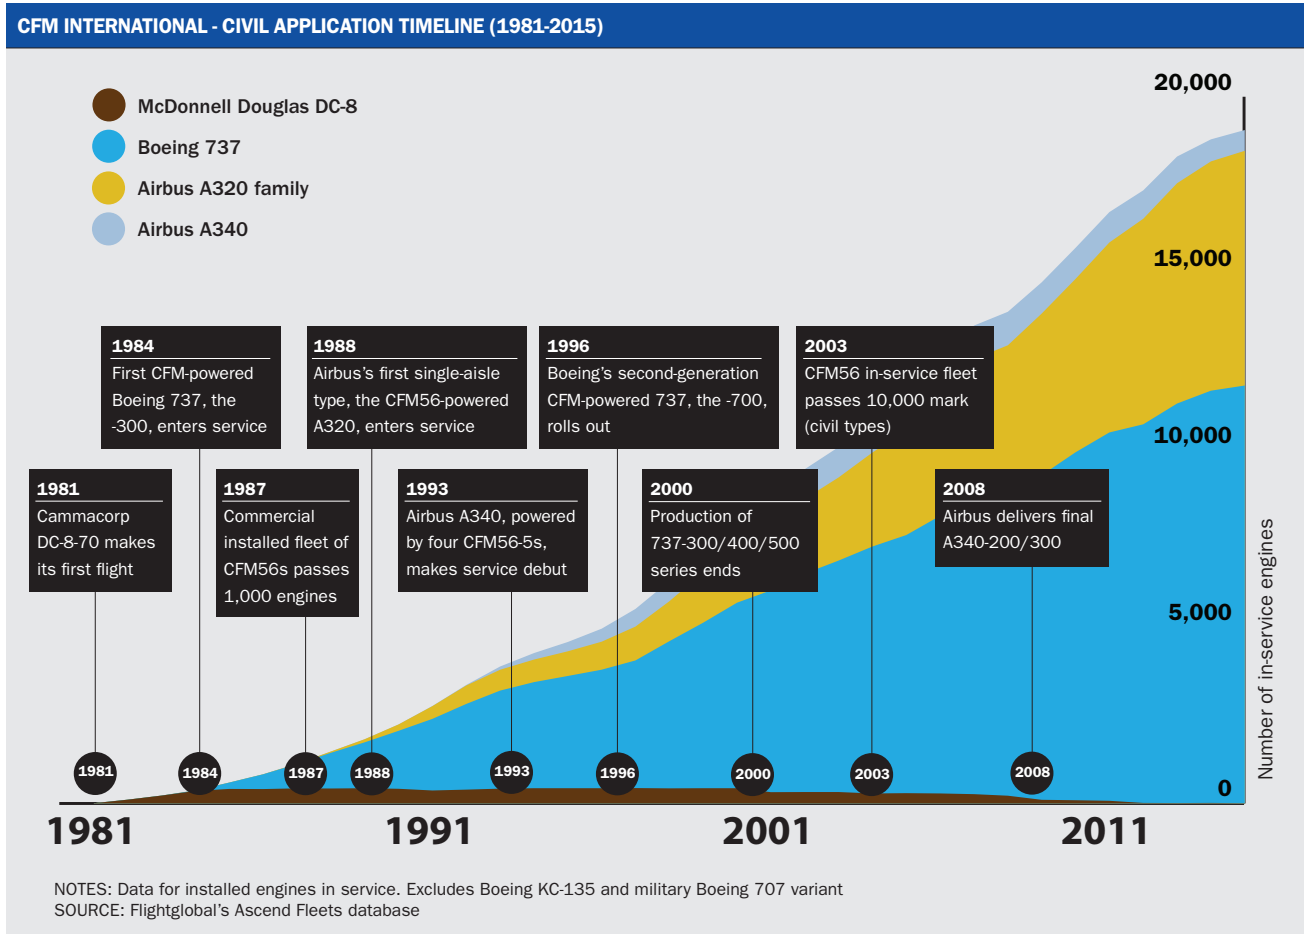 CFM INTERNATIONAL - CIVIL APPLICATION TIMELINE (1981-2015)
McDonnell Douglas DC-8
Boeing 737
Airbus A320 family
Airbus A340
20,000
15,000
10,000
5,000
0
Number of in-service engines
1984
First CFM-powered
Boeing 737, the
-300, enters service
1988
Airbus's first single-aisle
type, the CFM56-powered
A320, enters service
1996
Boeing's second-generation
CFM-powered 737, the -700,
rolls out
2003
CFM56 in-service fleet
passes 10,000 mark
(civil types)
1981
Cammacorp
DC-8-70 makes
its first flight
1987
Commercial
installed fleet of
CFM56s passes
1,000 engines
1993
Airbus A340, powered
by four CFM56-5s,
makes service debut
2000
Production of
737-300/400/500
series ends
2008
Airbus delivers final
A340-200/300
1981
1984
1987
1988
1993
1996
2000
2003
2008
1981
1991
2001
2011
NOTES: Data for installed engines in service. Excludes Boeing KC-135 and military Boeing 707 variant
SOURCE: Flightglobal's Ascend Fleets database